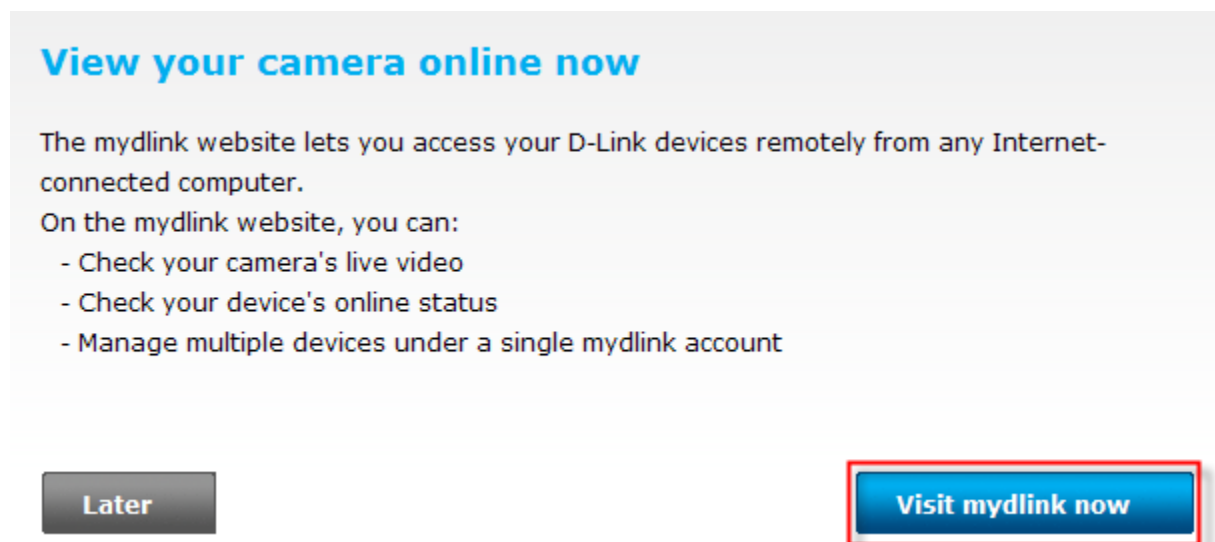 View your camera online now
The mydlink website lets you access your D-Link devices remotely from any Internet-
connected computer.
On the mydlink website, you can:
- Check your camera's live video
- Check your device's online status
- Manage multiple devices under a single mydlink account
Later
Visit mydlink now